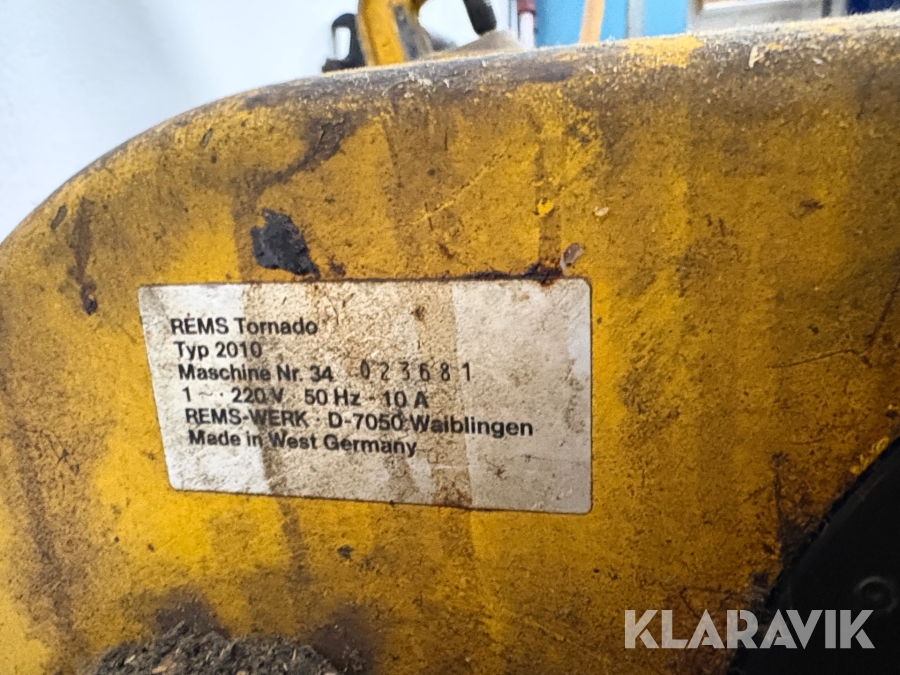 REMS Tornado
Typ 2010
Maschine Nr. 34 023681
1 ~ · 220 V 50 Hz · 10 A
REMS-WERK · D-7050 Waiblingen
Made in West Germany
KLARAVIK